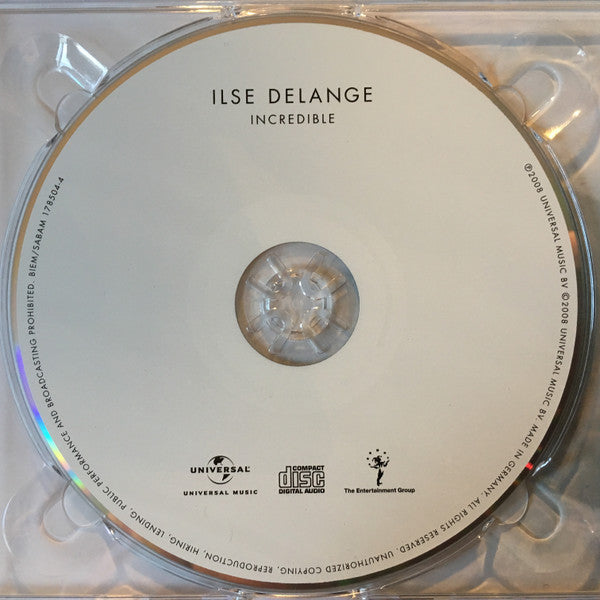 ILSE DELANGE
INCREDIBLE
℗2008 UNIVERSAL MUSIC BV ©2008 UNIVERSAL MUSIC BV. MADE IN GERMANY. ALL RIGHTS RESERVED. UNAUTHORIZED COPYING, REPRODUCTION, HIRING, LENDING, PUBLIC PERFORMANCE AND BROADCASTING PROHIBITED. BIEM/SABAM 178504-4
UNIVERSAL
UNIVERSAL MUSIC
COMPACT
disc
DIGITAL AUDIO
The Entertainment Group